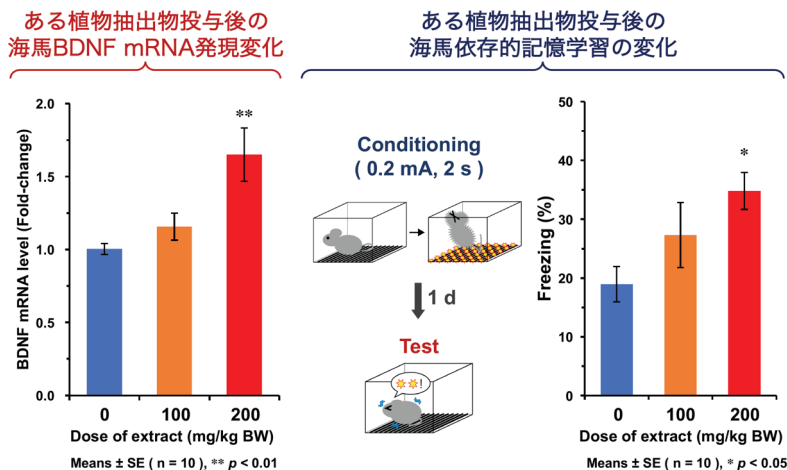 ある植物抽出物投与後の
海馬BDNF mRNA発現変化
BDNF mRNA level (Fold-change)
2.0
1.5
1.0
0.5
0.0
**
0
100
200
Dose of extract (mg/kg BW)
Means ± SE ( n = 10 ), ** p < 0.01
ある植物抽出物投与後の
海馬依存的記憶学習の変化
Conditioning
( 0.2 mA, 2 s )
1 d
Test
!
Freezing (%)
50
40
30
20
10
0
*
0
100
200
Dose of extract (mg/kg BW)
Means ± SE ( n = 10 ), * p < 0.05